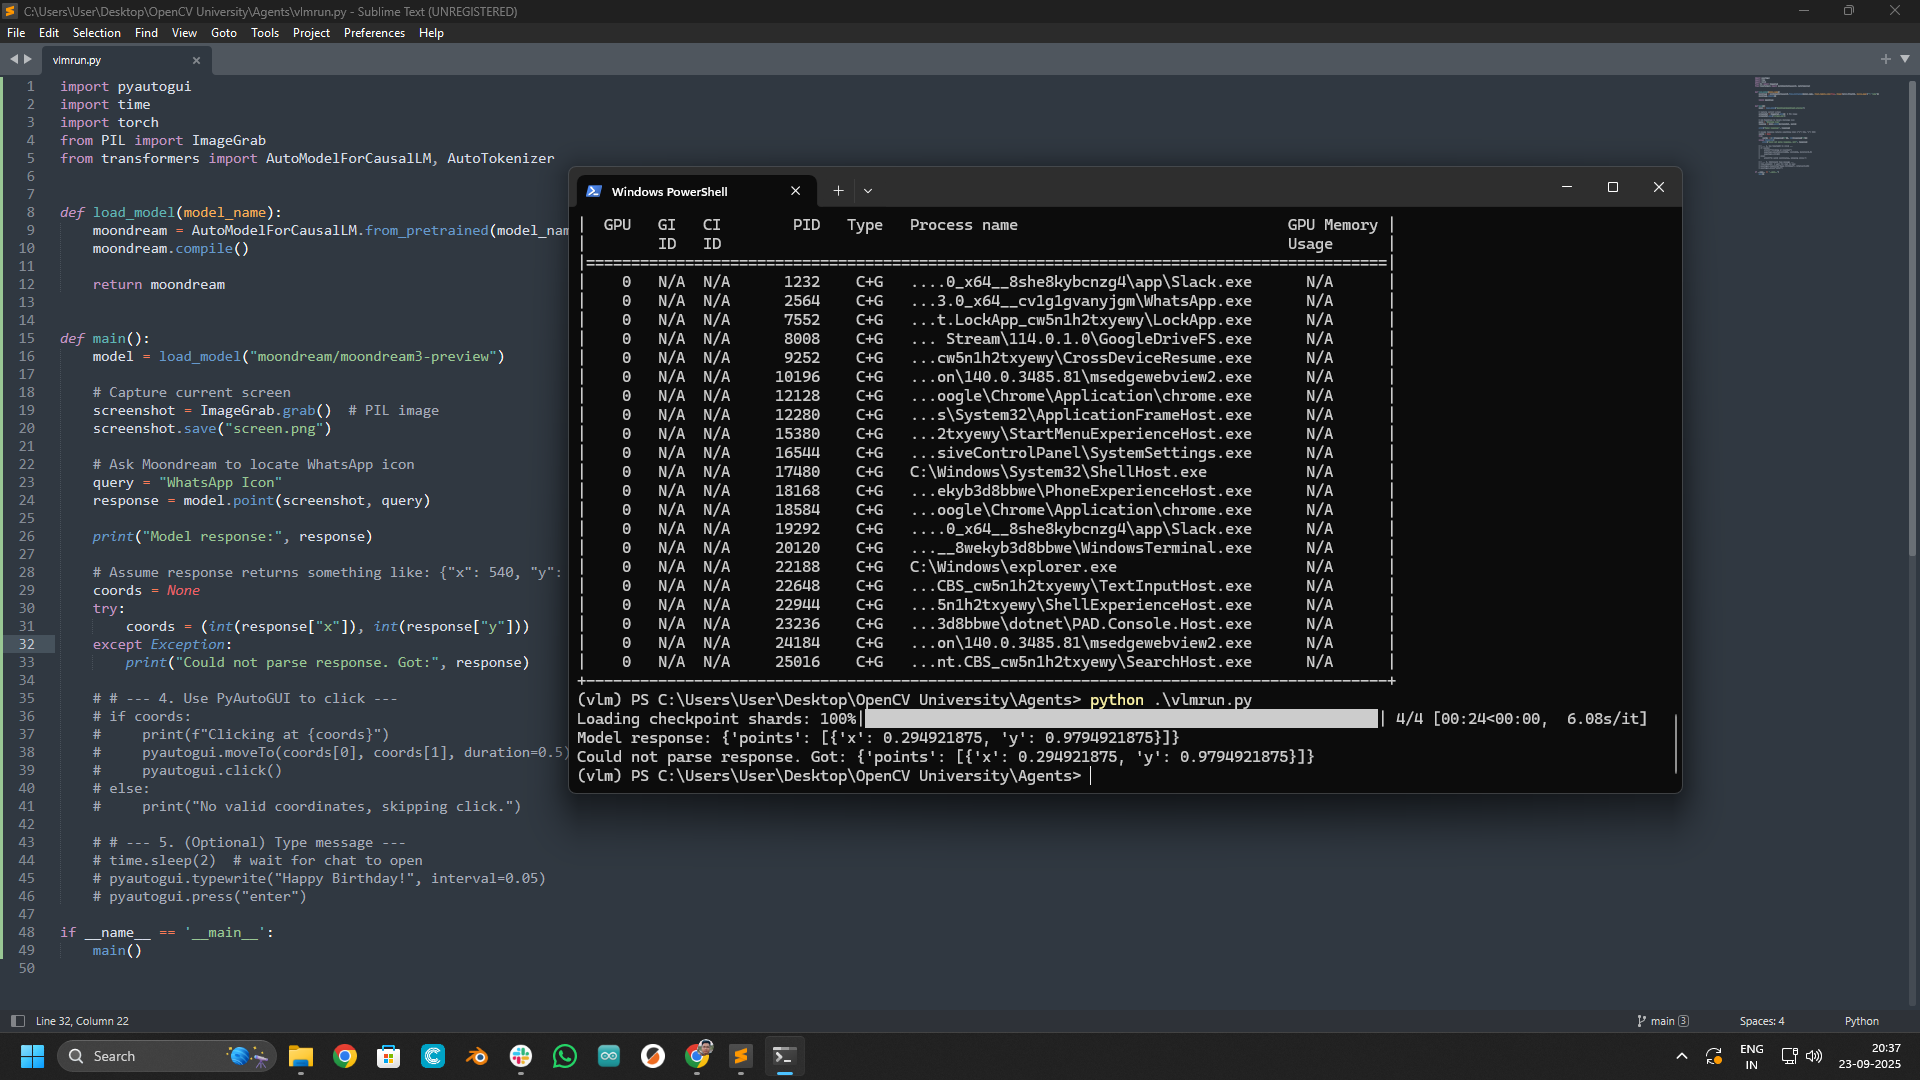 C:\Users\User\Desktop\OpenCV University\Agents\vlmrun.py - Sublime Text (UNREGISTERED)
File Edit Selection Find View Goto Tools Project Preferences Help
vlmrun.py
1 import pyautogui
2 import time
3 import torch
4 from PIL import ImageGrab
5 from transformers import AutoModelForCausalLM, AutoTokenizer
6
7
8 def load_model(model_name):
9 moondream = AutoModelForCausalLM.from_pretrained(model_nam
10 moondream.compile()
11
12 return moondream
13
14
15 def main():
16 model = load_model("moondream/moondream3-preview")
17
18 # Capture current screen
19 screenshot = ImageGrab.grab()  # PIL image
20 screenshot.save("screen.png")
21
22 # Ask Moondream to locate WhatsApp icon
23 query = "WhatsApp Icon"
24 response = model.point(screenshot, query)
25
26 print("Model response:", response)
27
28 # Assume response returns something like: {"x": 540, "y":
29 coords = None
30 try:
31 coords = (int(response["x"]), int(response["y"]))
32 except Exception:
33 print("Could not parse response. Got:", response)
34
35 # # --- 4. Use PyAutoGUI to click ---
36 # if coords:
37 #     print(f"Clicking at {coords}")
38 #     pyautogui.moveTo(coords[0], coords[1], duration=0.5)
39 #     pyautogui.click()
40 # else:
41 #     print("No valid coordinates, skipping click.")
42
43 # # --- 5. (Optional) Type message ---
44 # time.sleep(2)  # wait for chat to open
45 # pyautogui.typewrite("Happy Birthday!", interval=0.05)
46 # pyautogui.press("enter")
47
48 if __name__ == '__main__':
49 main()
50
Windows PowerShell
| GPU GI CI PID Type Process name GPU Memory |
| ID ID Usage |
|=========================================================================================|
| 0 N/A N/A 1232 C+G ....0_x64__8she8kybcnzg4\app\Slack.exe N/A |
| 0 N/A N/A 2564 C+G ...3.0_x64__cv1g1gvanyjgm\WhatsApp.exe N/A |
| 0 N/A N/A 7552 C+G ...t.LockApp_cw5n1h2txyewy\LockApp.exe N/A |
| 0 N/A N/A 8008 C+G ... Stream\114.0.1.0\GoogleDriveFS.exe N/A |
| 0 N/A N/A 9252 C+G ...cw5n1h2txyewy\CrossDeviceResume.exe N/A |
| 0 N/A N/A 10196 C+G ...on\140.0.3485.81\msedgewebview2.exe N/A |
| 0 N/A N/A 12128 C+G ...oogle\Chrome\Application\chrome.exe N/A |
| 0 N/A N/A 12280 C+G ...s\System32\ApplicationFrameHost.exe N/A |
| 0 N/A N/A 15380 C+G ...2txyewy\StartMenuExperienceHost.exe N/A |
| 0 N/A N/A 16544 C+G ...siveControlPanel\SystemSettings.exe N/A |
| 0 N/A N/A 17480 C+G C:\Windows\System32\ShellHost.exe N/A |
| 0 N/A N/A 18168 C+G ...ekyb3d8bbwe\PhoneExperienceHost.exe N/A |
| 0 N/A N/A 18584 C+G ...oogle\Chrome\Application\chrome.exe N/A |
| 0 N/A N/A 19292 C+G ....0_x64__8she8kybcnzg4\app\Slack.exe N/A |
| 0 N/A N/A 20120 C+G ...__8wekyb3d8bbwe\WindowsTerminal.exe N/A |
| 0 N/A N/A 22188 C+G C:\Windows\explorer.exe N/A |
| 0 N/A N/A 22648 C+G ...CBS_cw5n1h2txyewy\TextInputHost.exe N/A |
| 0 N/A N/A 22944 C+G ...5n1h2txyewy\ShellExperienceHost.exe N/A |
| 0 N/A N/A 23236 C+G ...3d8bbwe\dotnet\PAD.Console.Host.exe N/A |
| 0 N/A N/A 24184 C+G ...on\140.0.3485.81\msedgewebview2.exe N/A |
| 0 N/A N/A 25016 C+G ...nt.CBS_cw5n1h2txyewy\SearchHost.exe N/A |
+-----------------------------------------------------------------------------------------+
(vlm) PS C:\Users\User\Desktop\OpenCV University\Agents> python .\vlmrun.py
Loading checkpoint shards: 100%| | 4/4 [00:24<00:00,  6.08s/it]
Model response: {'points': [{'x': 0.294921875, 'y': 0.9794921875}]}
Could not parse response. Got: {'points': [{'x': 0.294921875, 'y': 0.9794921875}]}
(vlm) PS C:\Users\User\Desktop\OpenCV University\Agents>
Line 32, Column 22
main 3
Spaces: 4
Python
Search
ENG
IN
20:37
23-09-2025